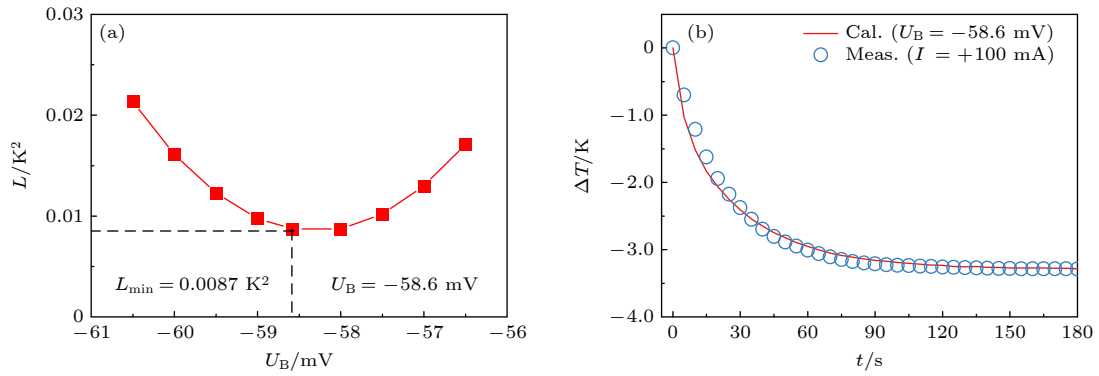 (a)
L/K²
0.03
0.02
0.01
0
L_min = 0.0087 K²
U_B = −58.6 mV
−61 −60 −59 −58 −57 −56
U_B/mV
(b)
Cal. (U_B = −58.6 mV)
Meas. (I = +100 mA)
ΔT/K
0
−1.0
−2.0
−3.0
−4.0
0 30 60 90 120 150 180
t/s